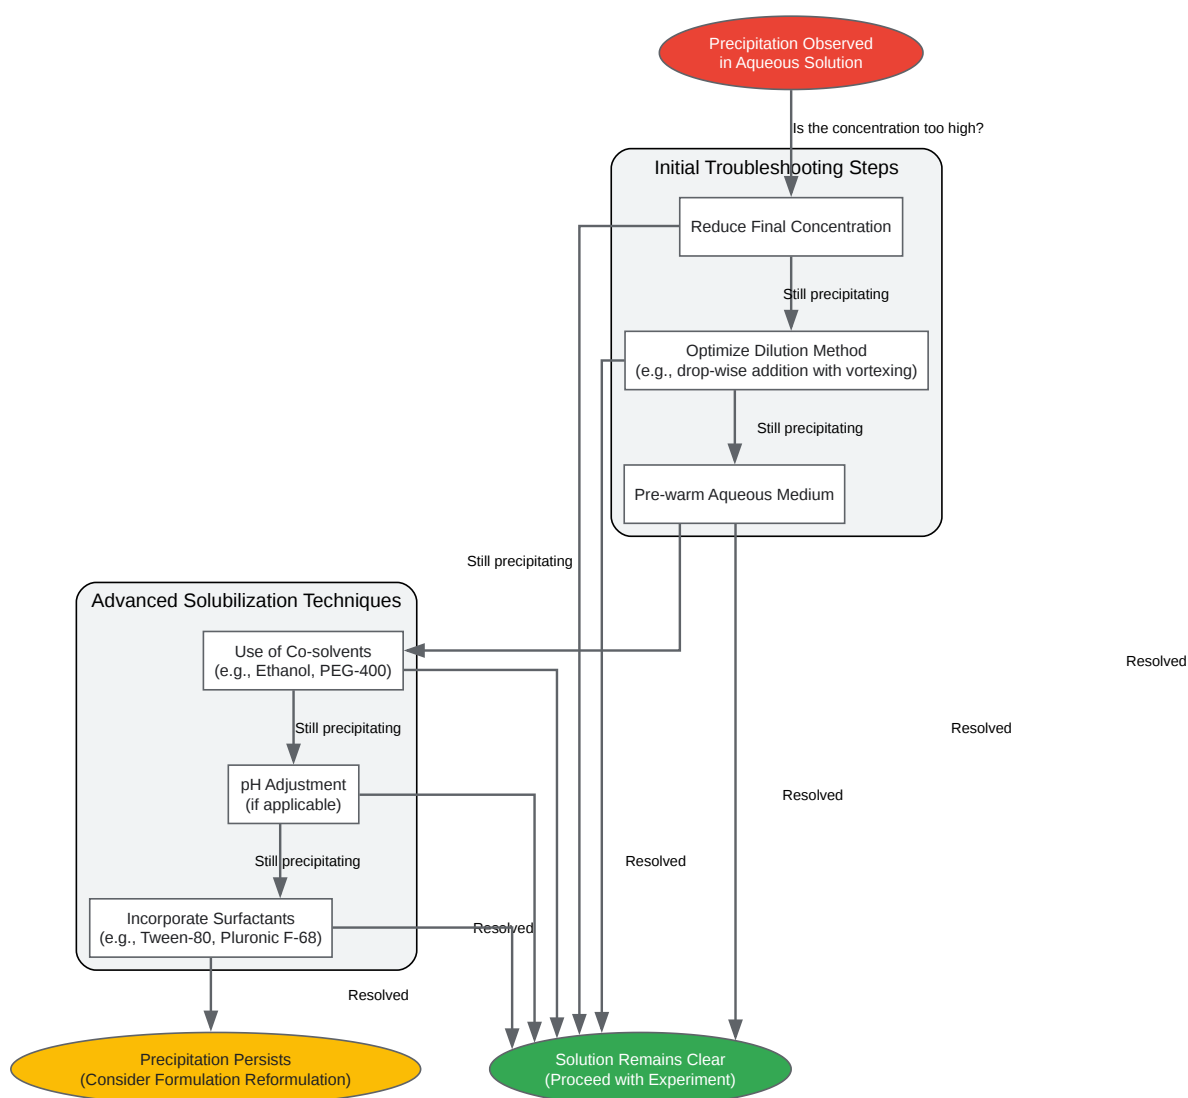 Precipitation Observed
in Aqueous Solution
Is the concentration too high?
Initial Troubleshooting Steps
Reduce Final Concentration
Still precipitating
Optimize Dilution Method
(e.g., drop-wise addition with vortexing)
Still precipitating
Pre-warm Aqueous Medium
Still precipitating
Advanced Solubilization Techniques
Use of Co-solvents
(e.g., Ethanol, PEG-400)
Resolved
Still precipitating
Resolved
pH Adjustment
(if applicable)
Resolved
Still precipitating
Resolved
Incorporate Surfactants
(e.g., Tween-80, Pluronic F-68)
Resolved
Resolved
Precipitation Persists
(Consider Formulation Reformulation)
Solution Remains Clear
(Proceed with Experiment)